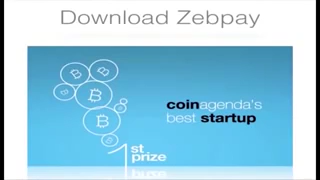 Download Zebpay
coinagenda's
best startup
1st
prize